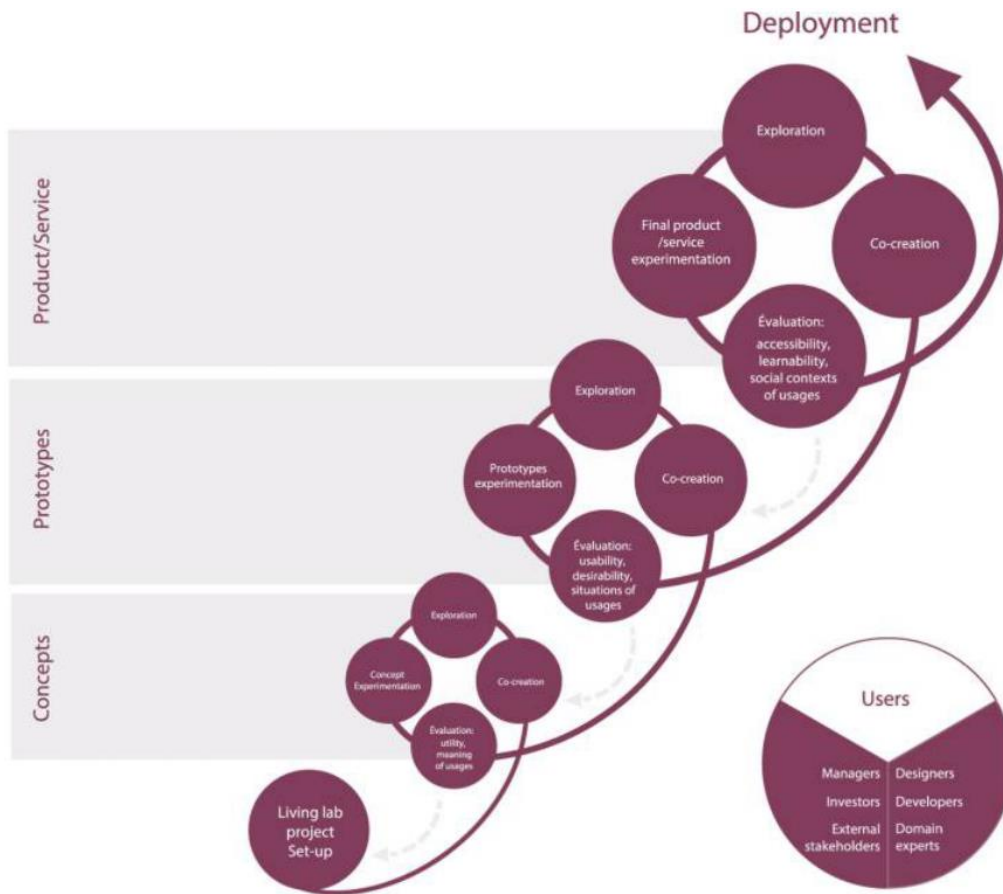 Deployment
Product/Service
Exploration
Final product
/service
experimentation
Co-creation
Évaluation:
accessibility,
learnability,
social contexts
of usages
Prototypes
Exploration
Prototypes
experimentation
Co-creation
Évaluation:
usability,
desirability,
situations of
usages
Concepts
Exploration
Concept
Experimentation
Co-creation
Évaluation:
utility,
meaning
of usages
Living lab
project
Set-up
Users
Managers
Investors
External
stakeholders
Designers
Developers
Domain
experts